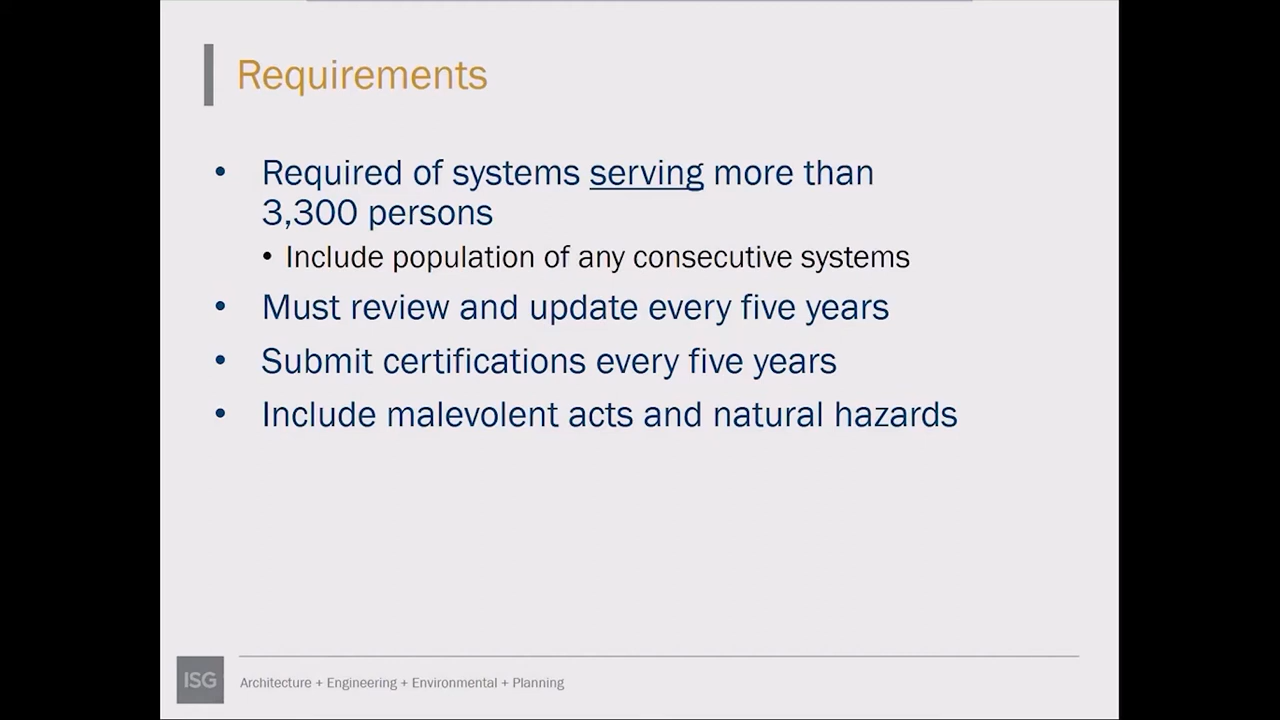 Requirements
• Required of systems serving more than
3,300 persons
• Include population of any consecutive systems
• Must review and update every five years
• Submit certifications every five years
• Include malevolent acts and natural hazards
ISG
Architecture + Engineering + Environmental + Planning